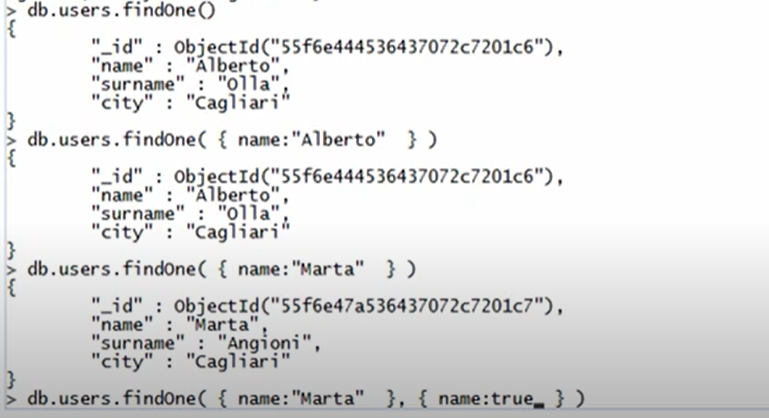 > db.users.findOne()
{
        "_id" : ObjectId("55f6e444536437072c7201c6"),
        "name" : "Alberto",
        "surname" : "Olla",
        "city" : "Cagliari"
}
> db.users.findOne( { name:"Alberto"  } )
{
        "_id" : ObjectId("55f6e444536437072c7201c6"),
        "name" : "Alberto",
        "surname" : "Olla",
        "city" : "Cagliari"
}
> db.users.findOne( { name:"Marta"  } )
{
        "_id" : ObjectId("55f6e47a536437072c7201c7"),
        "name" : "Marta",
        "surname" : "Angioni",
        "city" : "Cagliari"
}
> db.users.findOne( { name:"Marta"  }, { name:true_ } )